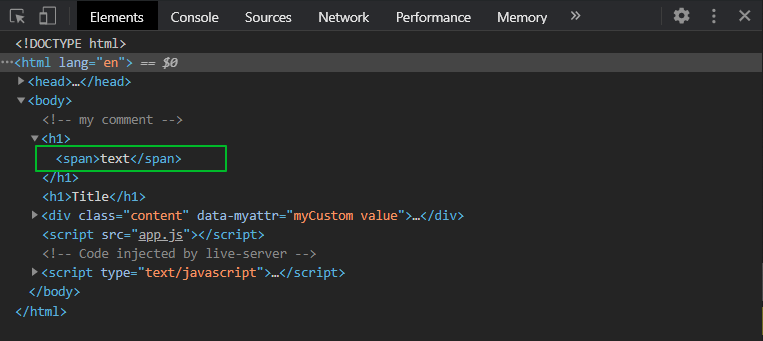 Elements Console Sources Network Performance Memory »
<!DOCTYPE html>
⋯<html lang="en"> == $0
▶<head>…</head>
▼<body>
<!-- my comment -->
▼<h1>
<span>text</span>
</h1>
<h1>Title</h1>
▶<div class="content" data-myattr="myCustom value">…</div>
<script src="app.js"></script>
<!-- Code injected by live-server -->
▶<script type="text/javascript">…</script>
</body>
</html>